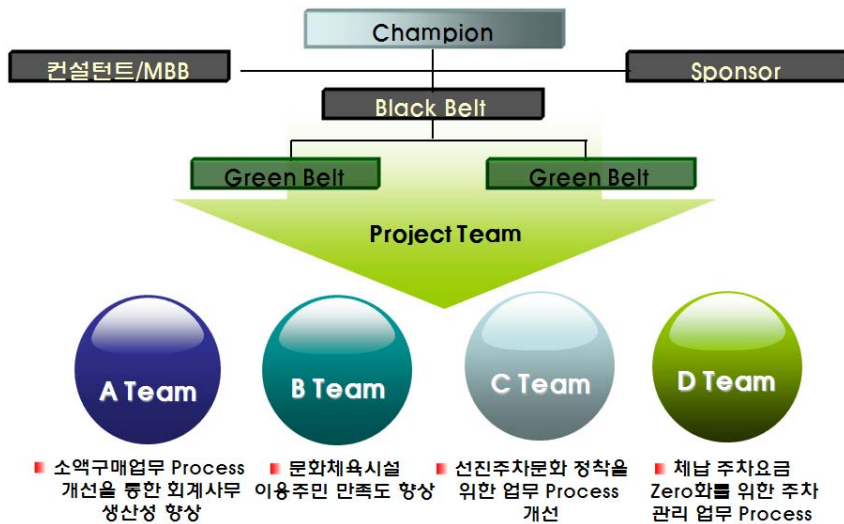 Champion
컨설턴트/MBB
Sponsor
Black Belt
Green Belt
Green Belt
Project Team
A Team
B Team
C Team
D Team
소액구매업무 Process
개선을 통한 회계사무
생산성 향상
문화체육시설
이용주민 만족도 향상
선진주차문화 정착을
위한 업무 Process
개선
체납 주차요금
Zero화를 위한 주차
관리 업무 Process